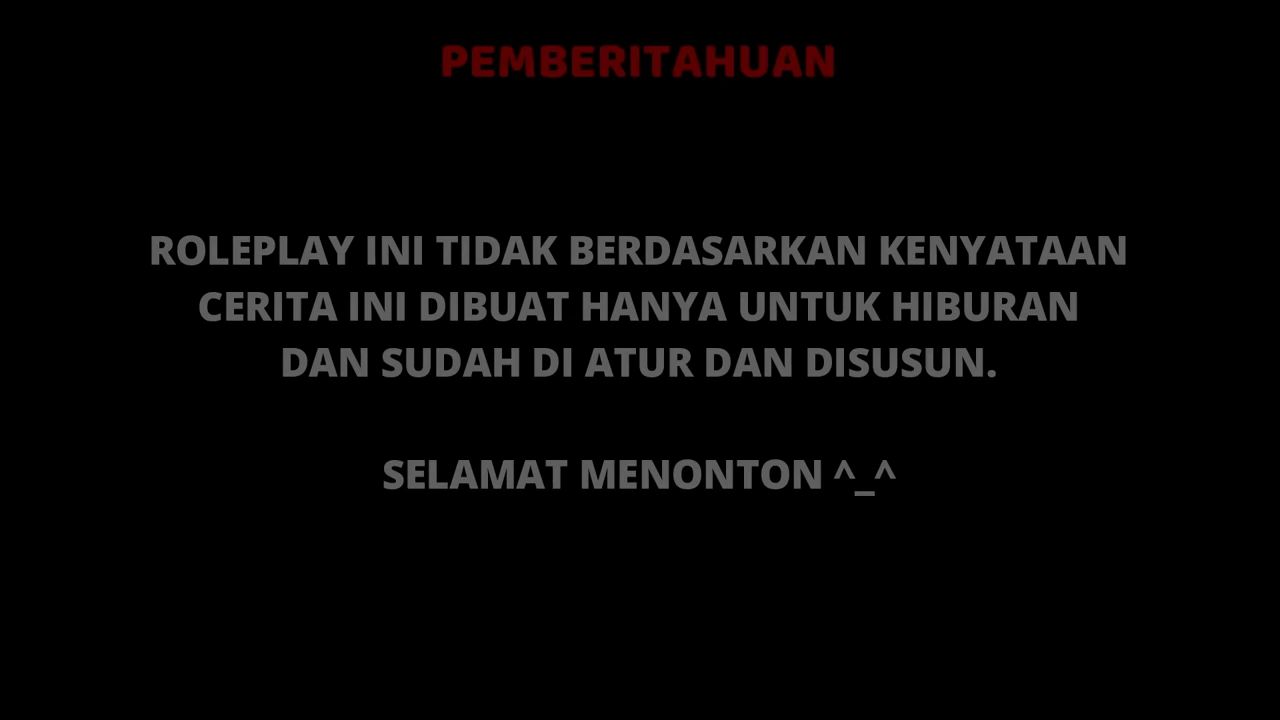 PEMBERITAHUAN
ROLEPLAY INI TIDAK BERDASARKAN KENYATAAN
CERITA INI DIBUAT HANYA UNTUK HIBURAN
DAN SUDAH DI ATUR DAN DISUSUN.
SELAMAT MENONTON ^_^